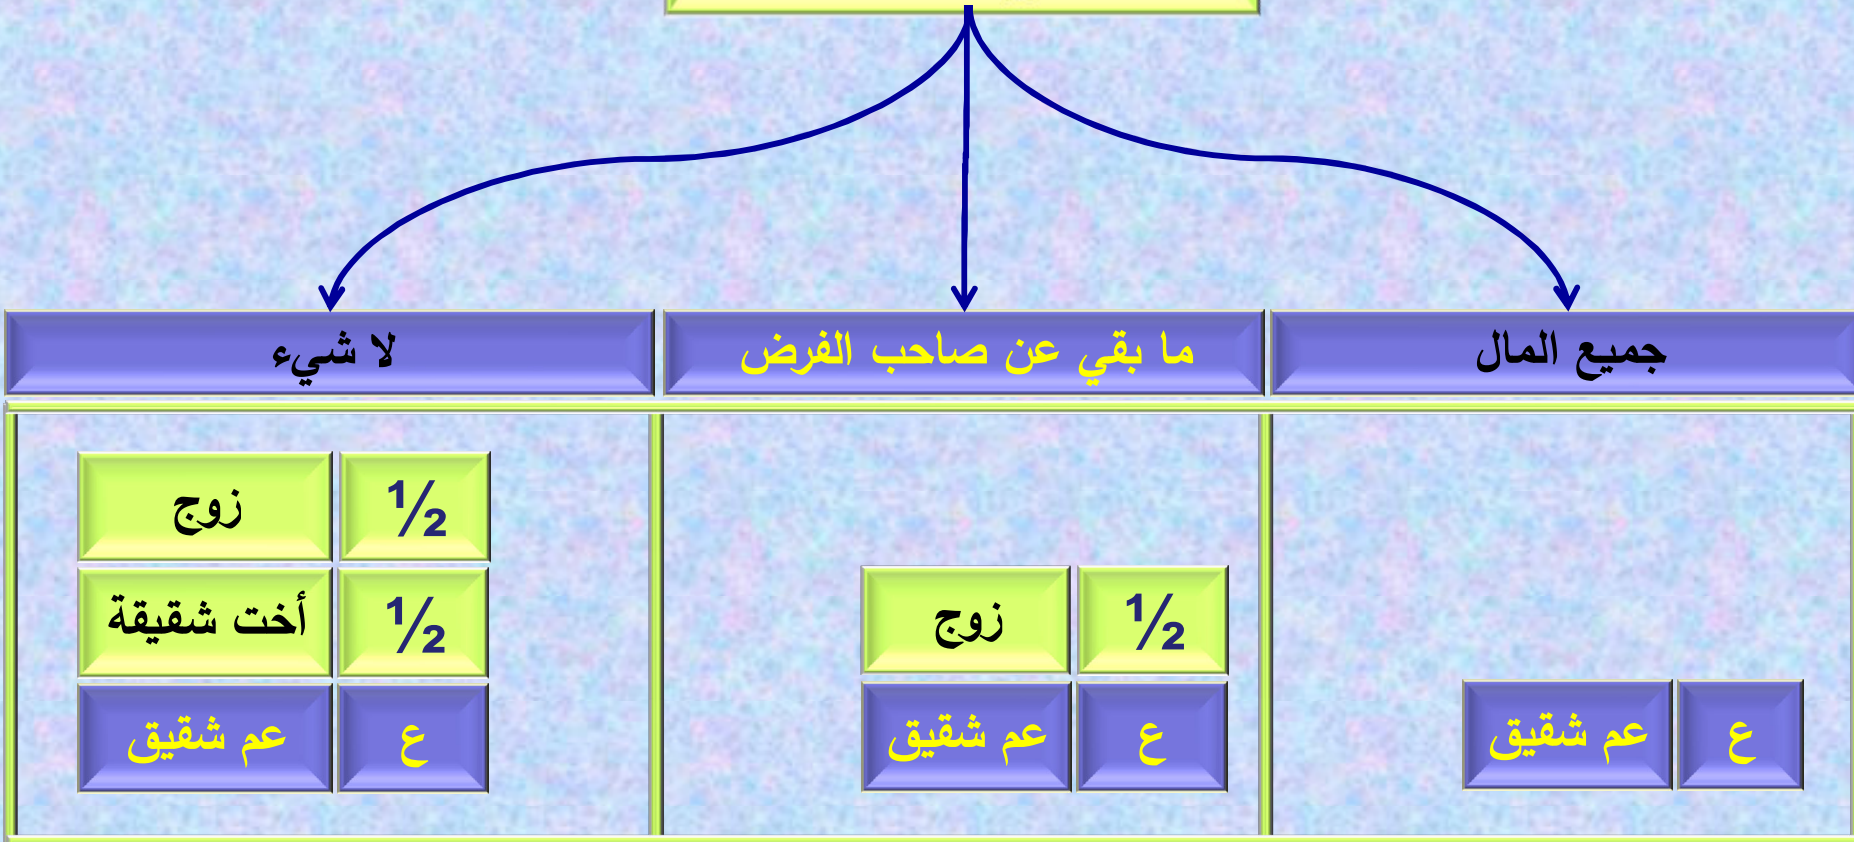 جميع المال
ما بقي عن صاحب الفرض
لا شيء
ع
عم شقيق
½
زوج
ع
عم شقيق
½
زوج
½
أخت شقيقة
ع
عم شقيق